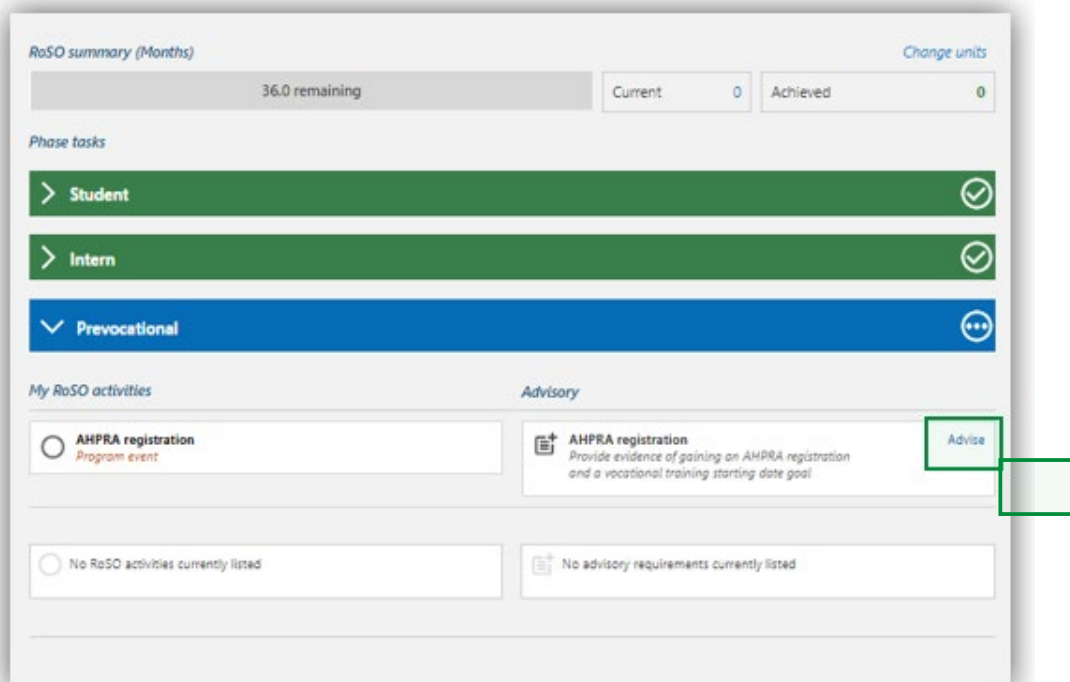 RoSO summary (Months)
Change units
36.0 remaining
Current 0
Achieved 0
Phase tasks
Student
Intern
Prevocational
My RoSO activities
Advisory
AHPRA registration
Program event
AHPRA registration
Advise
Provide evidence of gaining an AHPRA registration
and a vocational training starting date goal
No RoSO activities currently listed
No advisory requirements currently listed